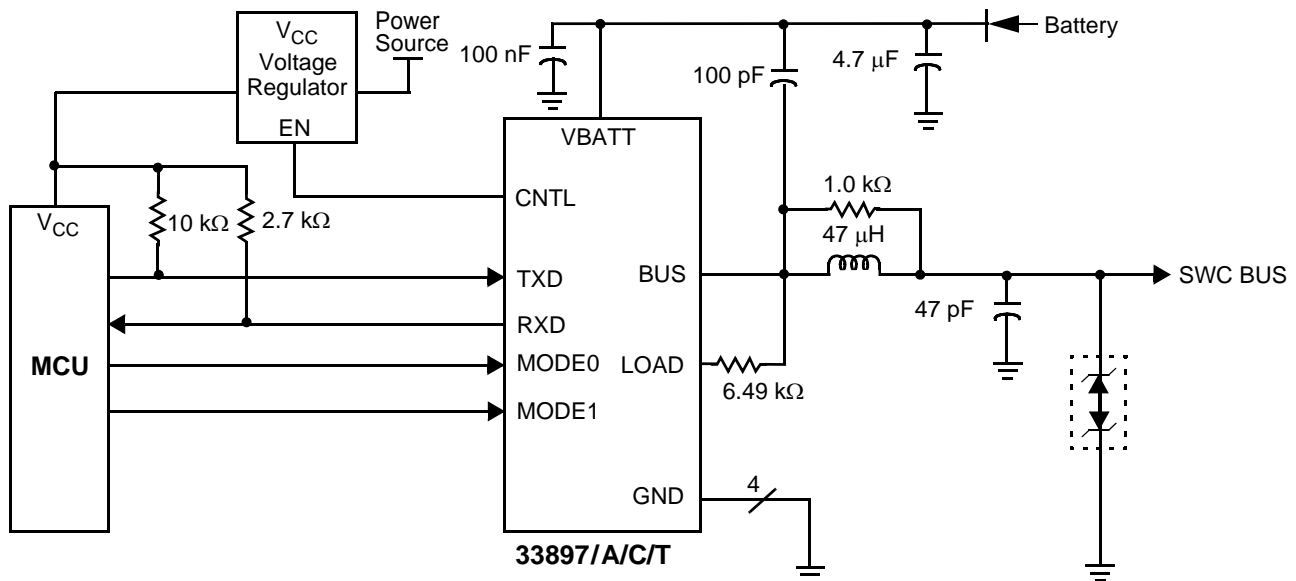 V_CC
Voltage
Regulator
EN
Power
Source
100 nF
100 pF
4.7 μF
Battery
VBATT
CNTL
1.0 kΩ
47 μH
V_CC
10 kΩ
2.7 kΩ
TXD
BUS
SWC BUS
47 pF
RXD
MCU
MODE0
LOAD
6.49 kΩ
MODE1
GND
4
33897/A/C/T